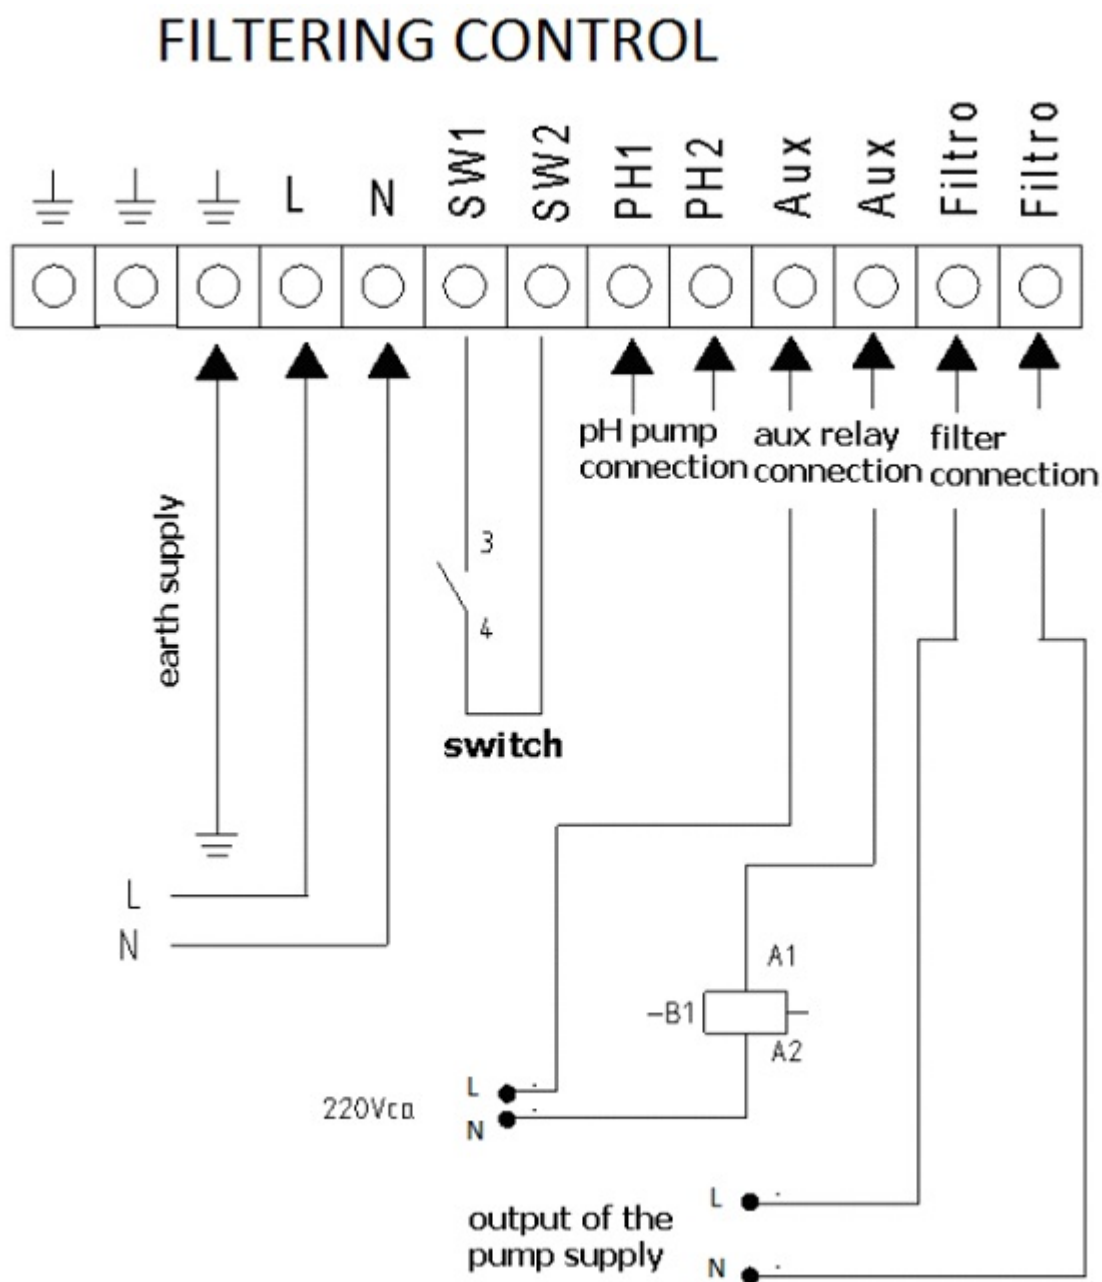 FILTERING CONTROL
L
N
SW1
SW2
PH1
PH2
Aux
Aux
Filtro
Filtro
pH pump
connection
aux relay
connection
filter
connection
earth supply
3
4
switch
L
N
A1
-B1
A2
220Vca
L
N
output of the
pump supply
L
N